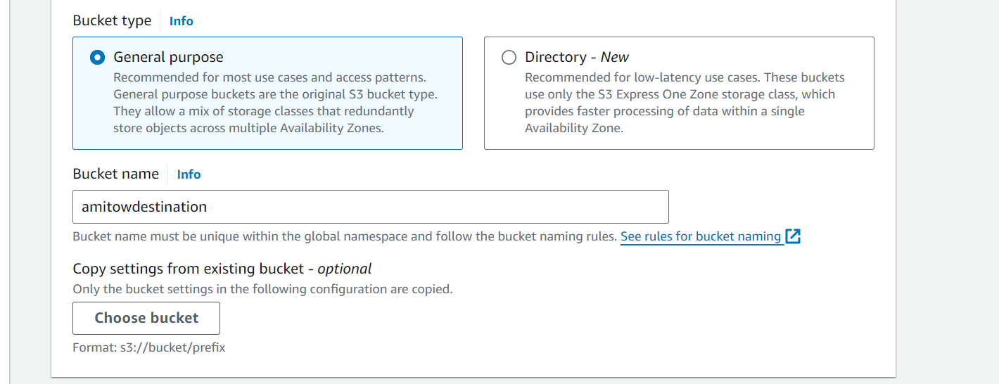 Bucket type Info
General purpose
Recommended for most use cases and access patterns.
General purpose buckets are the original S3 bucket type.
They allow a mix of storage classes that redundantly
store objects across multiple Availability Zones.
Directory - New
Recommended for low-latency use cases. These buckets
use only the S3 Express One Zone storage class, which
provides faster processing of data within a single
Availability Zone.
Bucket name Info
amitowdestination
Bucket name must be unique within the global namespace and follow the bucket naming rules. See rules for bucket naming
Copy settings from existing bucket - optional
Only the bucket settings in the following configuration are copied.
Choose bucket
Format: s3://bucket/prefix